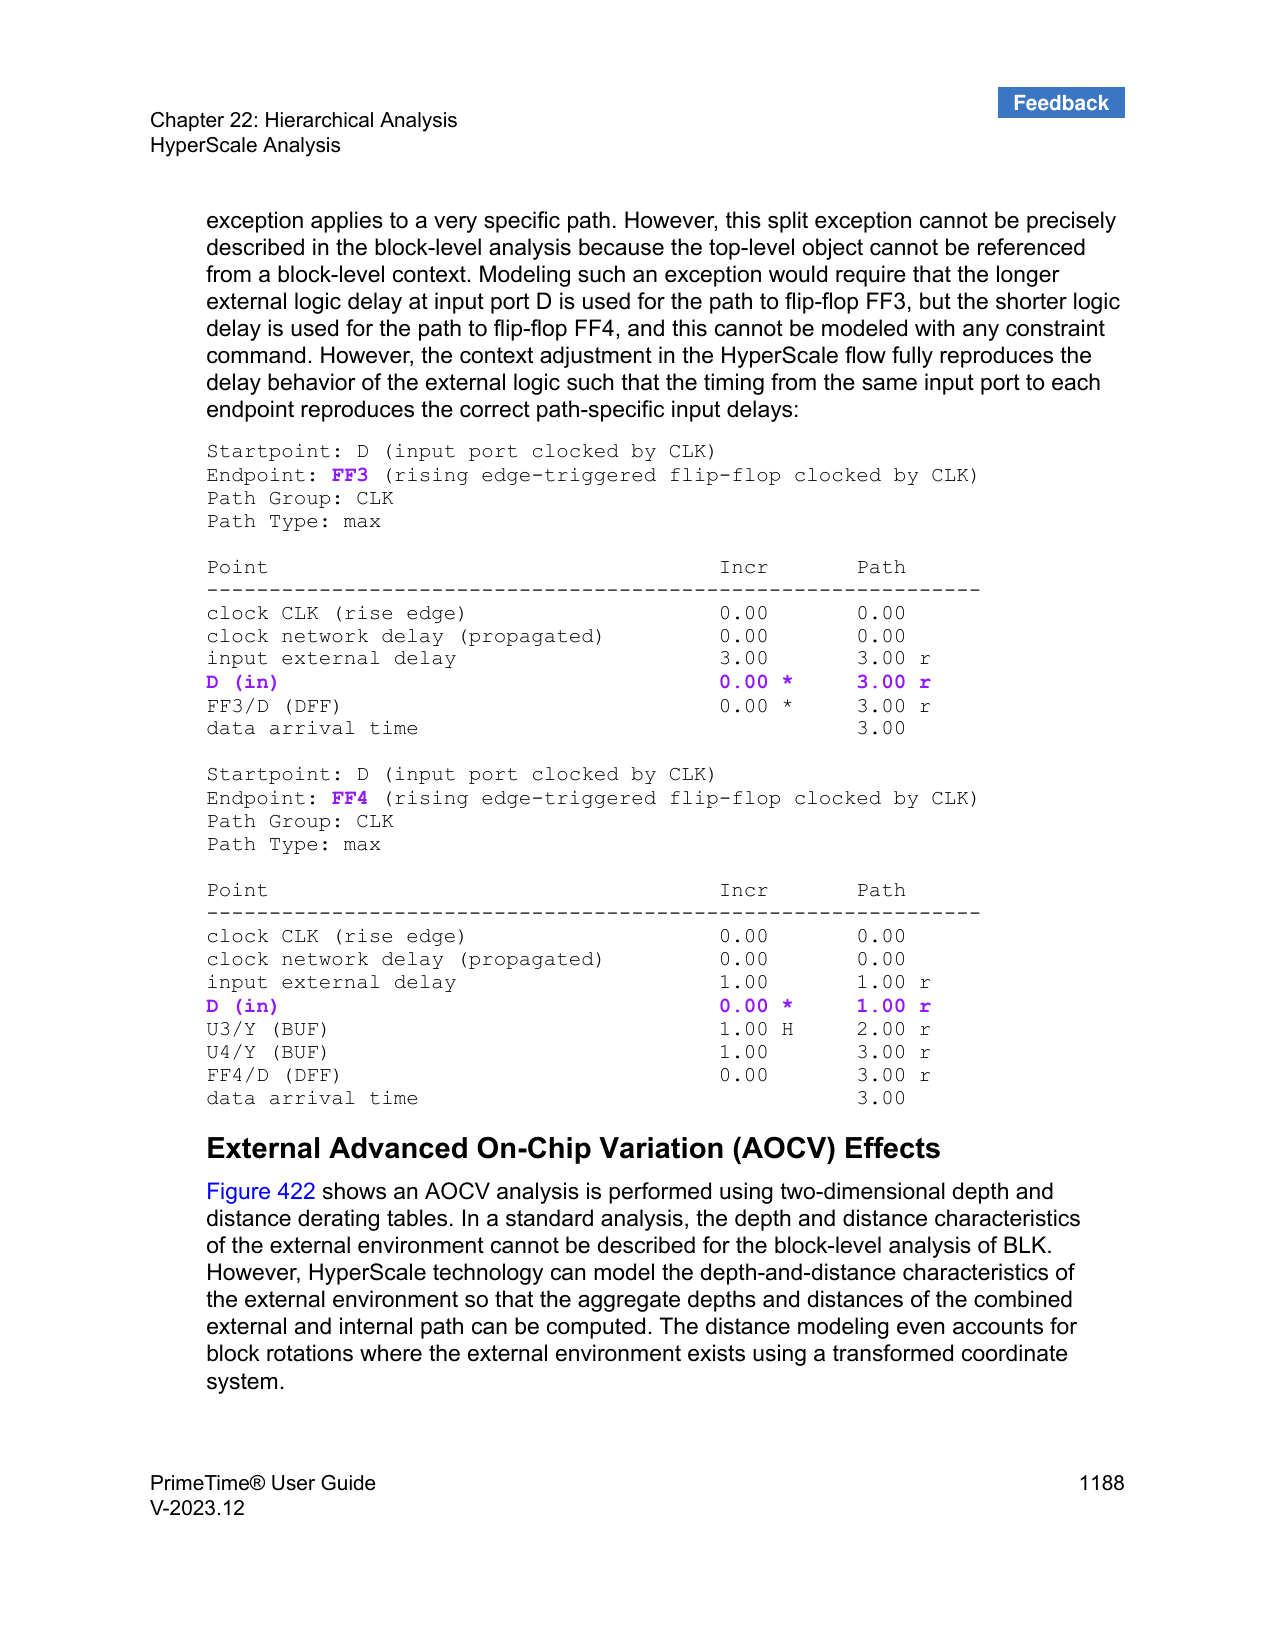 Feedback
Chapter 22: Hierarchical Analysis
HyperScale Analysis
exception applies to a very specific path. However, this split exception cannot be precisely
described in the block-level analysis because the top-level object cannot be referenced
from a block-level context. Modeling such an exception would require that the longer
external logic delay at input port D is used for the path to flip-flop FF3, but the shorter logic
delay is used for the path to flip-flop FF4, and this cannot be modeled with any constraint
command. However, the context adjustment in the HyperScale flow fully reproduces the
delay behavior of the external logic such that the timing from the same input port to each
endpoint reproduces the correct path-specific input delays:
Startpoint: D (input port clocked by CLK)
Endpoint: FF3 (rising edge-triggered flip-flop clocked by CLK)
Path Group: CLK
Path Type: max
Point                                    Incr       Path
--------------------------------------------------------------
clock CLK (rise edge)                    0.00       0.00
clock network delay (propagated)         0.00       0.00
input external delay                     3.00       3.00 r
D (in)                                   0.00 *     3.00 r
FF3/D (DFF)                              0.00 *     3.00 r
data arrival time                                   3.00
Startpoint: D (input port clocked by CLK)
Endpoint: FF4 (rising edge-triggered flip-flop clocked by CLK)
Path Group: CLK
Path Type: max
Point                                    Incr       Path
--------------------------------------------------------------
clock CLK (rise edge)                    0.00       0.00
clock network delay (propagated)         0.00       0.00
input external delay                     1.00       1.00 r
D (in)                                   0.00 *     1.00 r
U3/Y (BUF)                               1.00 H     2.00 r
U4/Y (BUF)                               1.00       3.00 r
FF4/D (DFF)                              0.00       3.00 r
data arrival time                                   3.00
External Advanced On-Chip Variation (AOCV) Effects
Figure 422 shows an AOCV analysis is performed using two-dimensional depth and
distance derating tables. In a standard analysis, the depth and distance characteristics
of the external environment cannot be described for the block-level analysis of BLK.
However, HyperScale technology can model the depth-and-distance characteristics of
the external environment so that the aggregate depths and distances of the combined
external and internal path can be computed. The distance modeling even accounts for
block rotations where the external environment exists using a transformed coordinate
system.
PrimeTime® User Guide                                    1188
V-2023.12